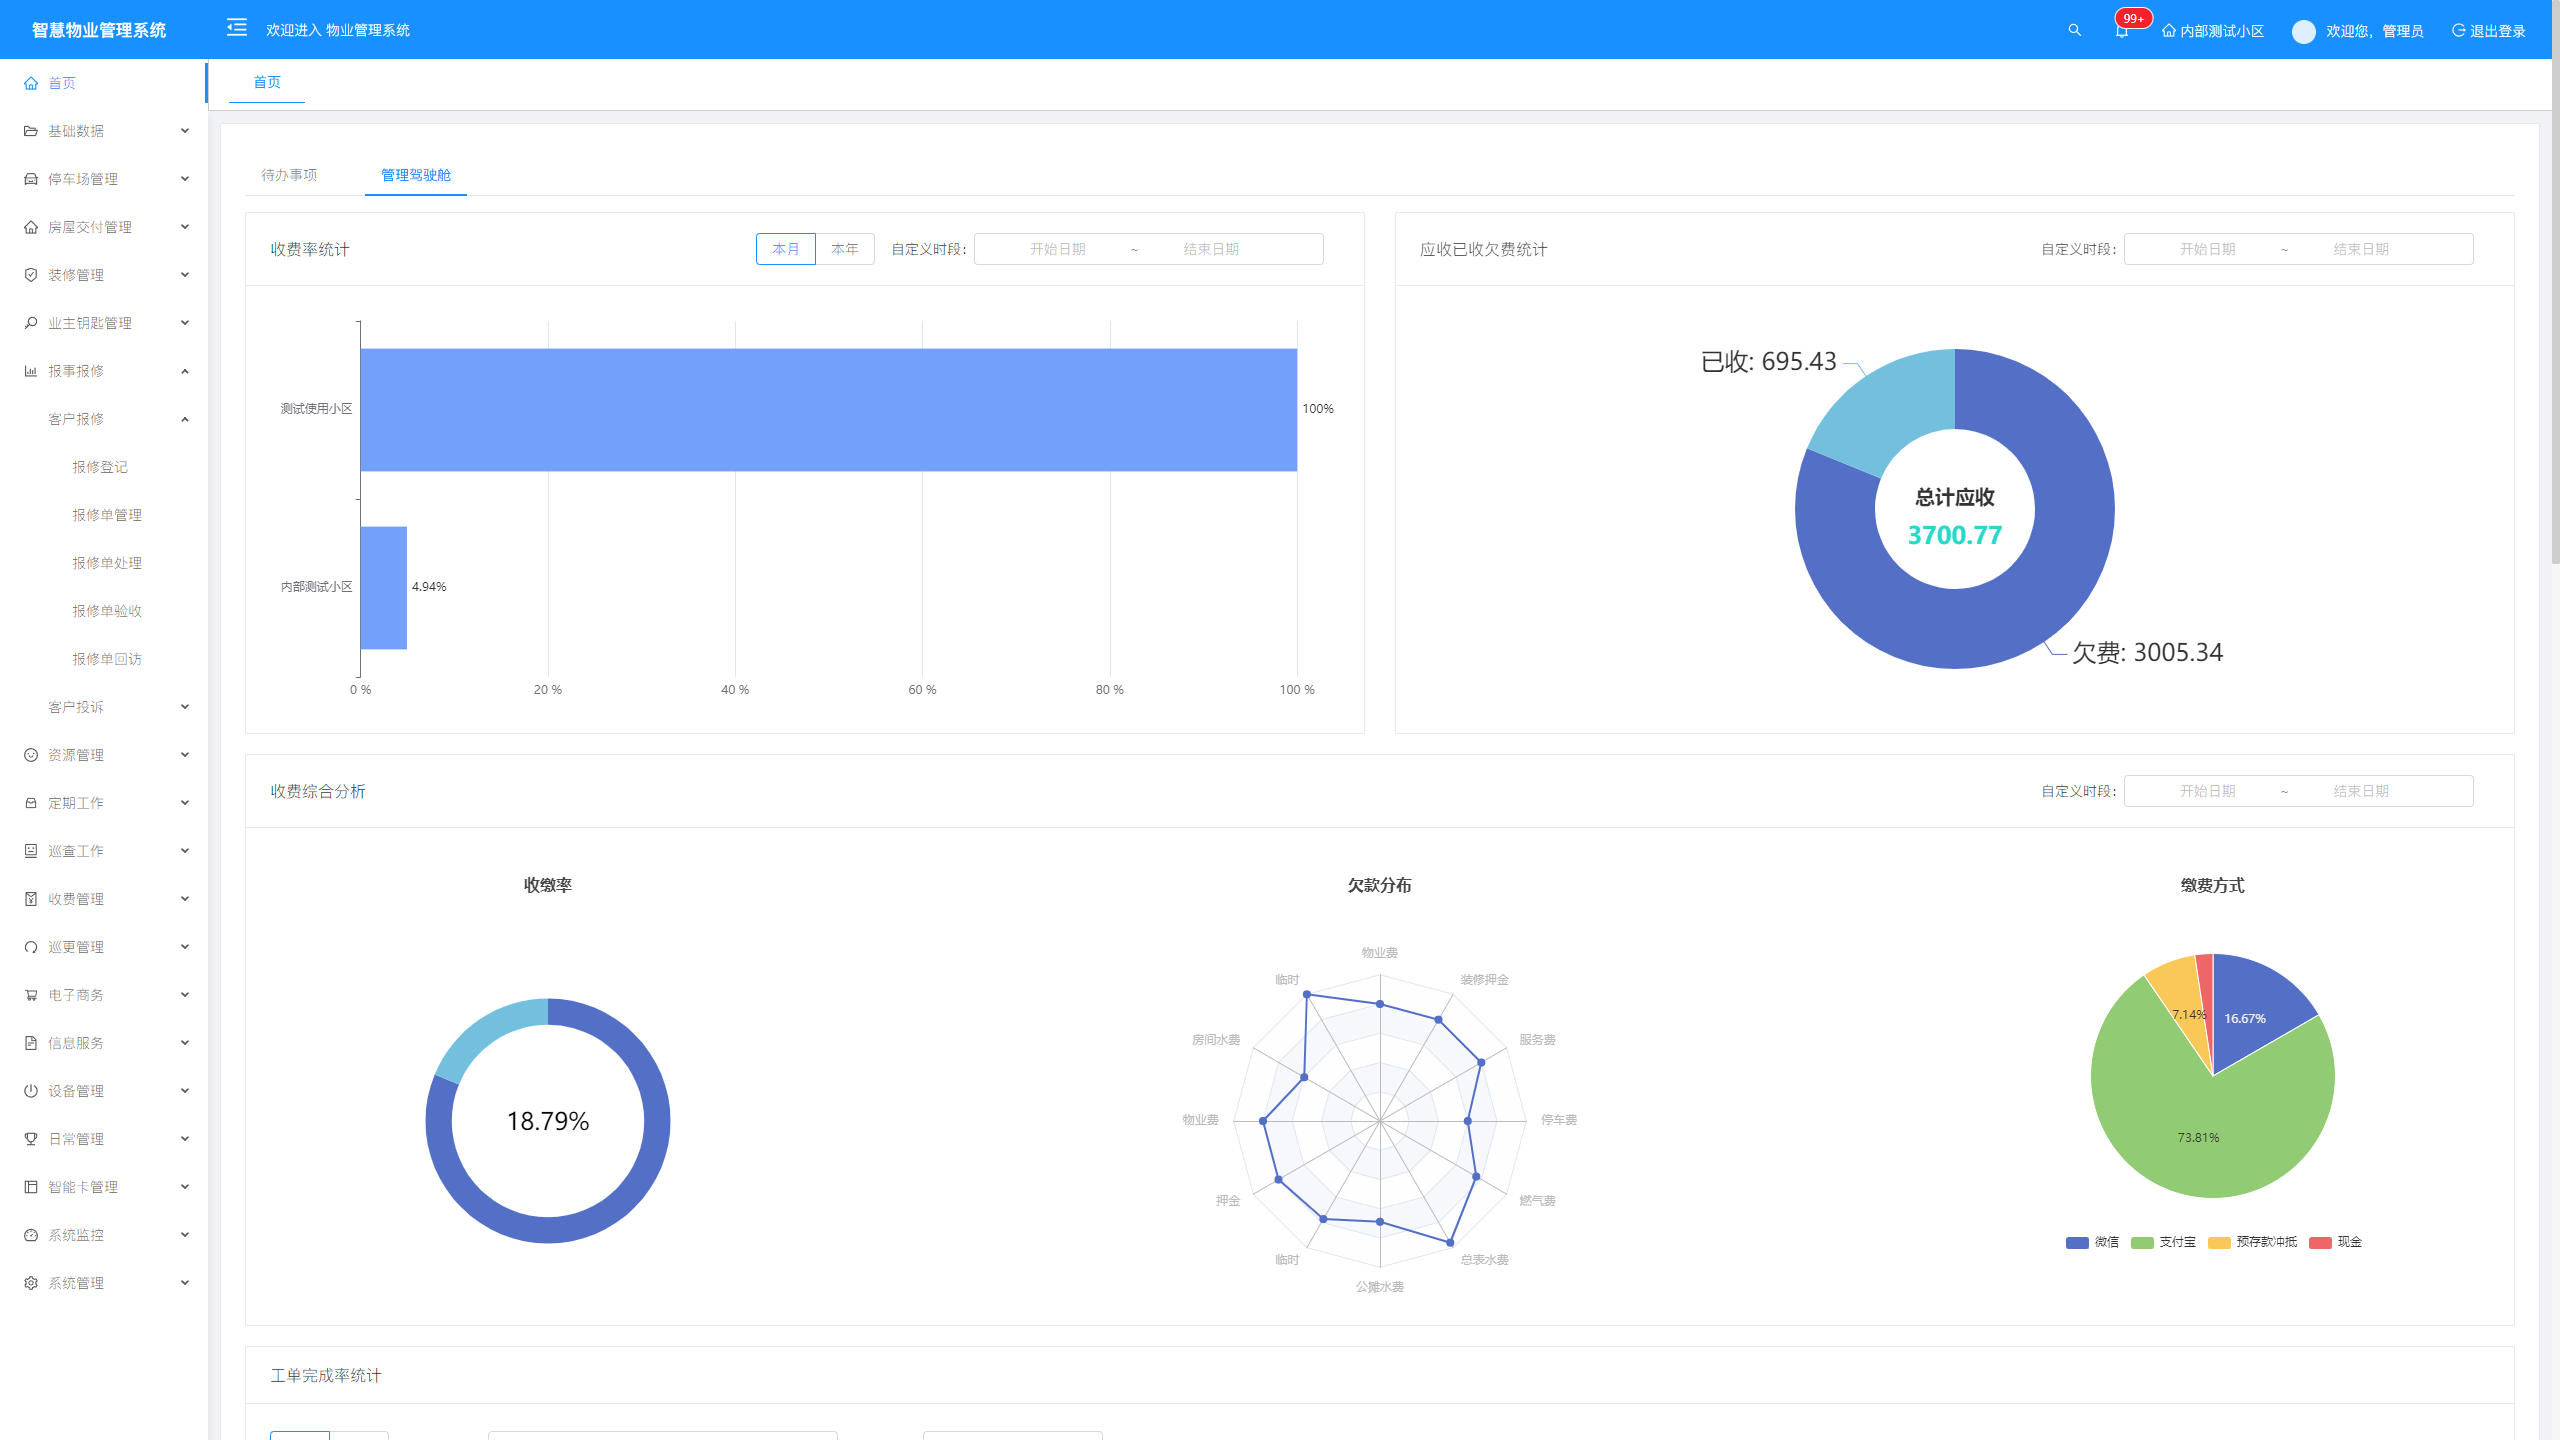 智慧物业管理系统
欢迎进入 物业管理系统
99+
内部测试小区
欢迎您，管理员
退出登录
首页
基础数据
停车场管理
房屋交付管理
装修管理
业主钥匙管理
报事报修
客户报修
报修登记
报修单管理
报修单处理
报修单验收
报修单回访
客户投诉
资源管理
定期工作
巡查工作
收费管理
巡更管理
电子商务
信息服务
设备管理
日常管理
智能卡管理
系统监控
系统管理
首页
待办事项
管理驾驶舱
收费率统计
本月
本年
自定义时段：
开始日期 ~ 结束日期
测试使用小区
100%
内部测试小区
4.94%
0 % 20 % 40 % 60 % 80 % 100 %
应收已收欠费统计
自定义时段：
开始日期 ~ 结束日期
已收: 695.43
总计应收
3700.77
欠费: 3005.34
收费综合分析
自定义时段：
开始日期 ~ 结束日期
收缴率
18.79%
欠款分布
物业费
临时
装修押金
房间水费
服务费
物业费
停车费
押金
燃气费
临时
总表水费
公摊水费
缴费方式
7.14%
16.67%
73.81%
微信 支付宝 预存款冲抵 现金
工单完成率统计